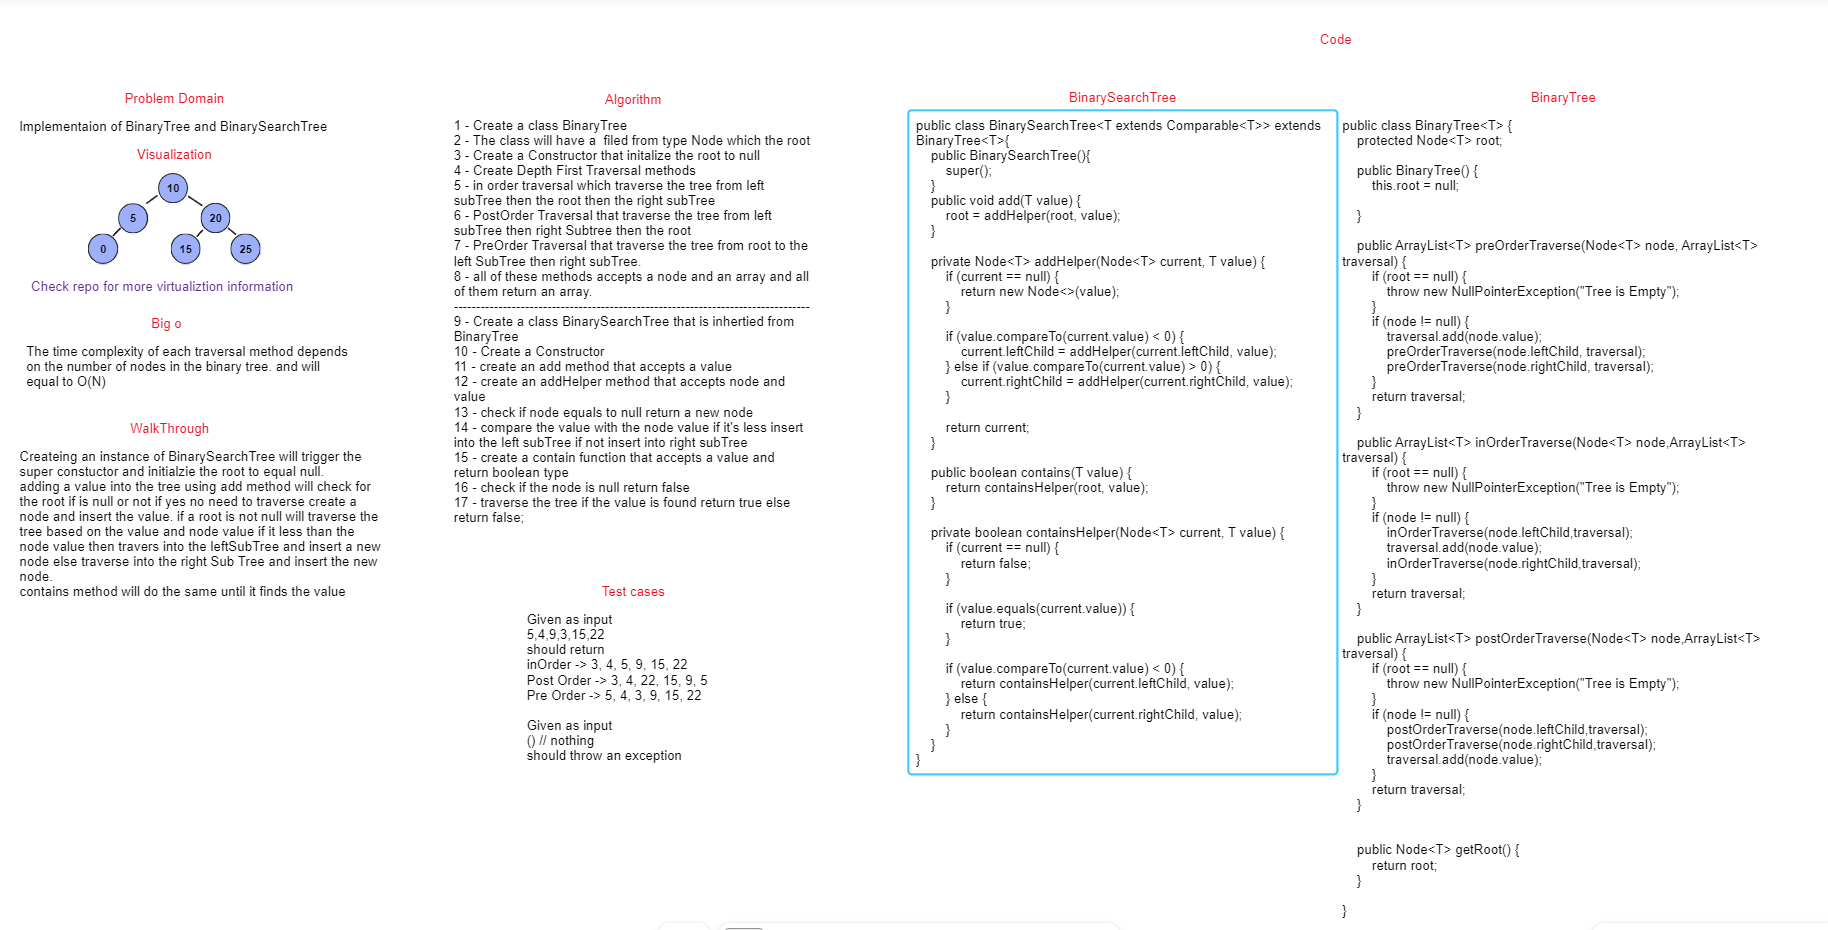 Code
Problem Domain
Implementaion of BinaryTree and BinarySearchTree
Visualization
10
5
20
0
15
25
Check repo for more virtualiztion information
Big o
The time complexity of each traversal method depends
on the number of nodes in the binary tree. and will
equal to O(N)
WalkThrough
Createing an instance of BinarySearchTree will trigger the
super constuctor and initialzie the root to equal null.
adding a value into the tree using add method will check for
the root if is null or not if yes no need to traverse create a
node and insert the value. if a root is not null will traverse the
tree based on the value and node value if it less than the
node value then travers into the leftSubTree and insert a new
node else traverse into the right Sub Tree and insert the new
node.
contains method will do the same until it finds the value
Algorithm
1 - Create a class BinaryTree
2 - The class will have a  filed from type Node which the root
3 - Create a Constructor that initalize the root to null
4 - Create Depth First Traversal methods
5 - in order traversal which traverse the tree from left
subTree then the root then the right subTree
6 - PostOrder Traversal that traverse the tree from left
subTree then right Subtree then the root
7 - PreOrder Traversal that traverse the tree from root to the
left SubTree then right subTree.
8 - all of these methods accepts a node and an array and all
of them return an array.
--------------------------------------------------------------------------------
9 - Create a class BinarySearchTree that is inhertied from
BinaryTree
10 - Create a Constructor
11 - create an add method that accepts a value
12 - create an addHelper method that accepts node and
value
13 - check if node equals to null return a new node
14 - compare the value with the node value if it's less insert
into the left subTree if not insert into right subTree
15 - create a contain function that accepts a value and
return boolean type
16 - check if the node is null return false
17 - traverse the tree if the value is found return true else
return false;
Test cases
Given as input
5,4,9,3,15,22
should return
inOrder -> 3, 4, 5, 9, 15, 22
Post Order -> 3, 4, 22, 15, 9, 5
Pre Order -> 5, 4, 3, 9, 15, 22
Given as input
() // nothing
should throw an exception
BinarySearchTree
public class BinarySearchTree<T extends Comparable<T>> extends
BinaryTree<T>{
public BinarySearchTree(){
super();
}
public void add(T value) {
root = addHelper(root, value);
}
private Node<T> addHelper(Node<T> current, T value) {
if (current == null) {
return new Node<>(value);
}
if (value.compareTo(current.value) < 0) {
current.leftChild = addHelper(current.leftChild, value);
} else if (value.compareTo(current.value) > 0) {
current.rightChild = addHelper(current.rightChild, value);
}
return current;
}
public boolean contains(T value) {
return containsHelper(root, value);
}
private boolean containsHelper(Node<T> current, T value) {
if (current == null) {
return false;
}
if (value.equals(current.value)) {
return true;
}
if (value.compareTo(current.value) < 0) {
return containsHelper(current.leftChild, value);
} else {
return containsHelper(current.rightChild, value);
}
}
}
BinaryTree
public class BinaryTree<T> {
protected Node<T> root;
public BinaryTree() {
this.root = null;
}
public ArrayList<T> preOrderTraverse(Node<T> node, ArrayList<T>
traversal) {
if (root == null) {
throw new NullPointerException("Tree is Empty");
}
if (node != null) {
traversal.add(node.value);
preOrderTraverse(node.leftChild, traversal);
preOrderTraverse(node.rightChild, traversal);
}
return traversal;
}
public ArrayList<T> inOrderTraverse(Node<T> node,ArrayList<T>
traversal) {
if (root == null) {
throw new NullPointerException("Tree is Empty");
}
if (node != null) {
inOrderTraverse(node.leftChild,traversal);
traversal.add(node.value);
inOrderTraverse(node.rightChild,traversal);
}
return traversal;
}
public ArrayList<T> postOrderTraverse(Node<T> node,ArrayList<T>
traversal) {
if (root == null) {
throw new NullPointerException("Tree is Empty");
}
if (node != null) {
postOrderTraverse(node.leftChild,traversal);
postOrderTraverse(node.rightChild,traversal);
traversal.add(node.value);
}
return traversal;
}
public Node<T> getRoot() {
return root;
}
}